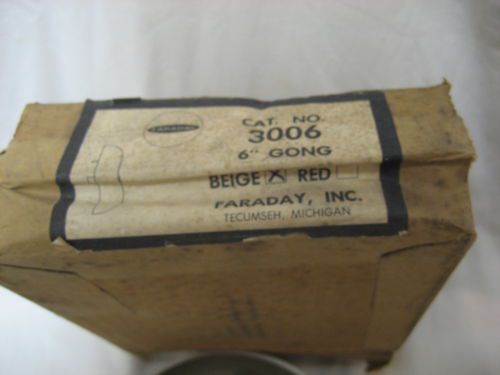 FARADAY
CAT. NO.
3006
6" GONG
BEIGE X RED
FARADAY, INC.
TECUMSEH, MICHIGAN